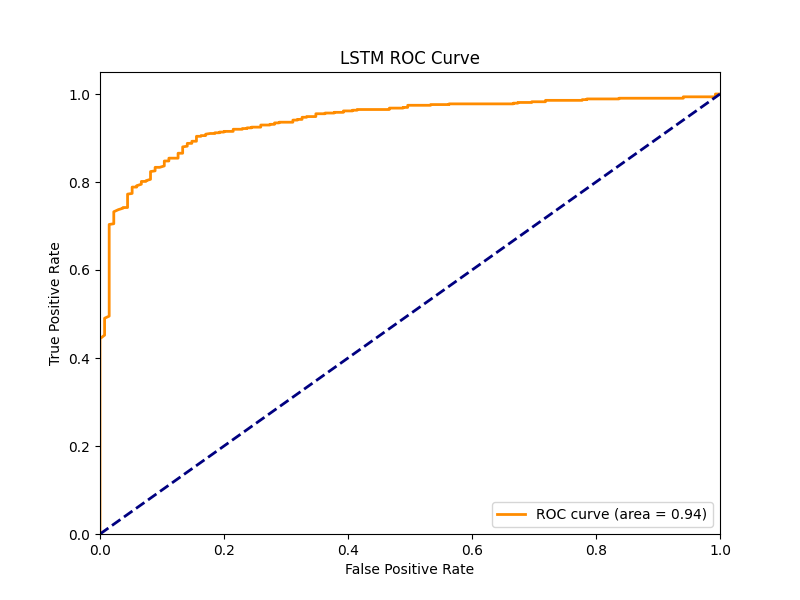 LSTM ROC Curve
True Positive Rate
1.0
0.8
0.6
0.4
0.2
0.0
0.0 0.2 0.4 0.6 0.8 1.0
False Positive Rate
ROC curve (area = 0.94)